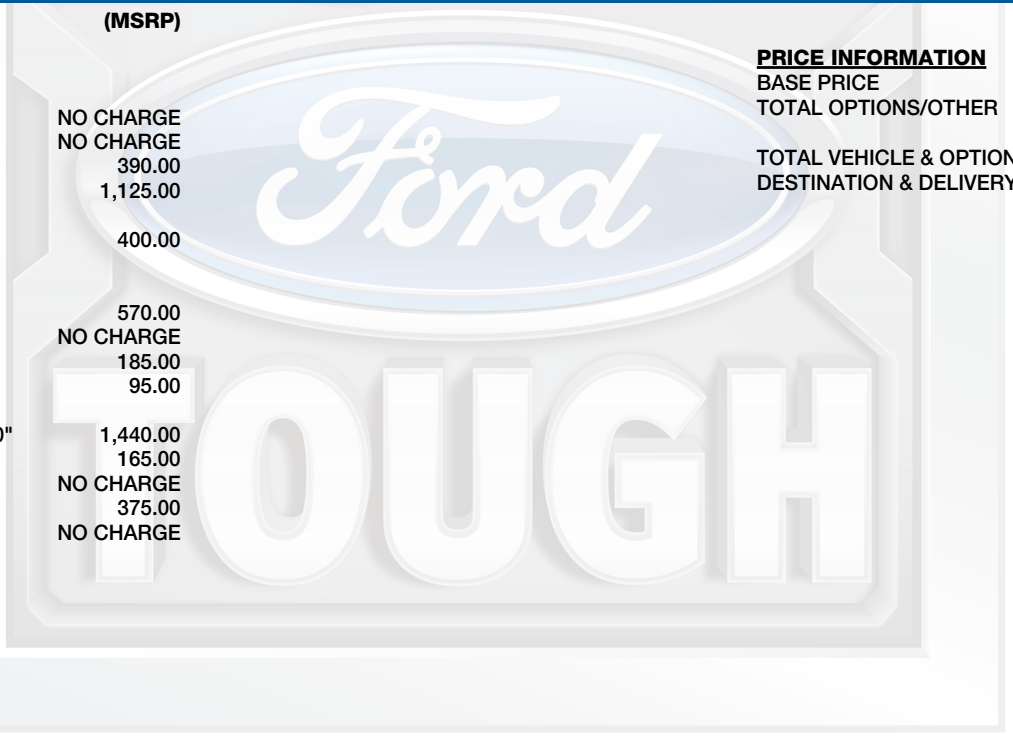 (MSRP)
NO CHARGE
NO CHARGE
390.00
1,125.00
400.00
570.00
NO CHARGE
185.00
95.00
0" 1,440.00
165.00
NO CHARGE
375.00
NO CHARGE
PRICE INFORMATION
BASE PRICE
TOTAL OPTIONS/OTHER
TOTAL VEHICLE & OPTION
DESTINATION & DELIVERY
Ford
TOUGH